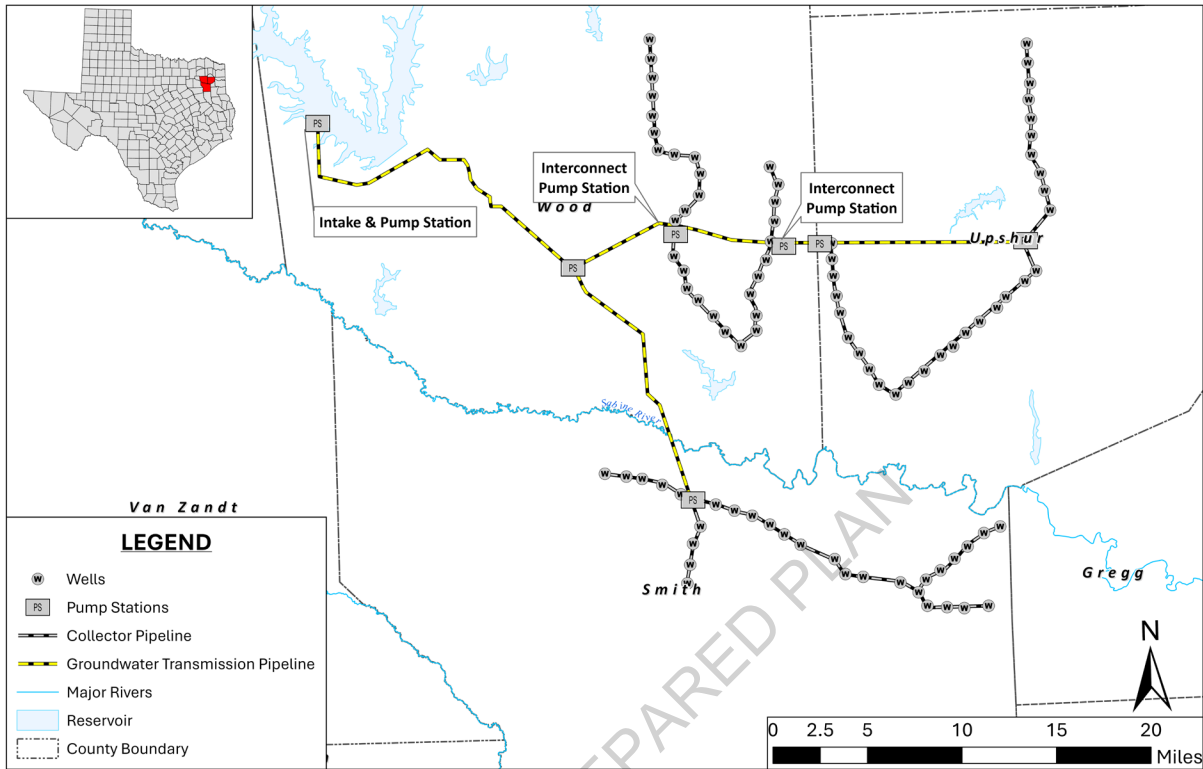 PS
Intake & Pump Station
Interconnect
Pump Station
Wood
Interconnect
Pump Station
PS
PS
PS
PS
Upshur
Sabine River
PS
Van Zandt
Smith
Gregg
LEGEND
W Wells
PS Pump Stations
Collector Pipeline
Groundwater Transmission Pipeline
Major Rivers
Reservoir
County Boundary
PARED PLAN
N
0 2.5 5 10 15 20
Miles